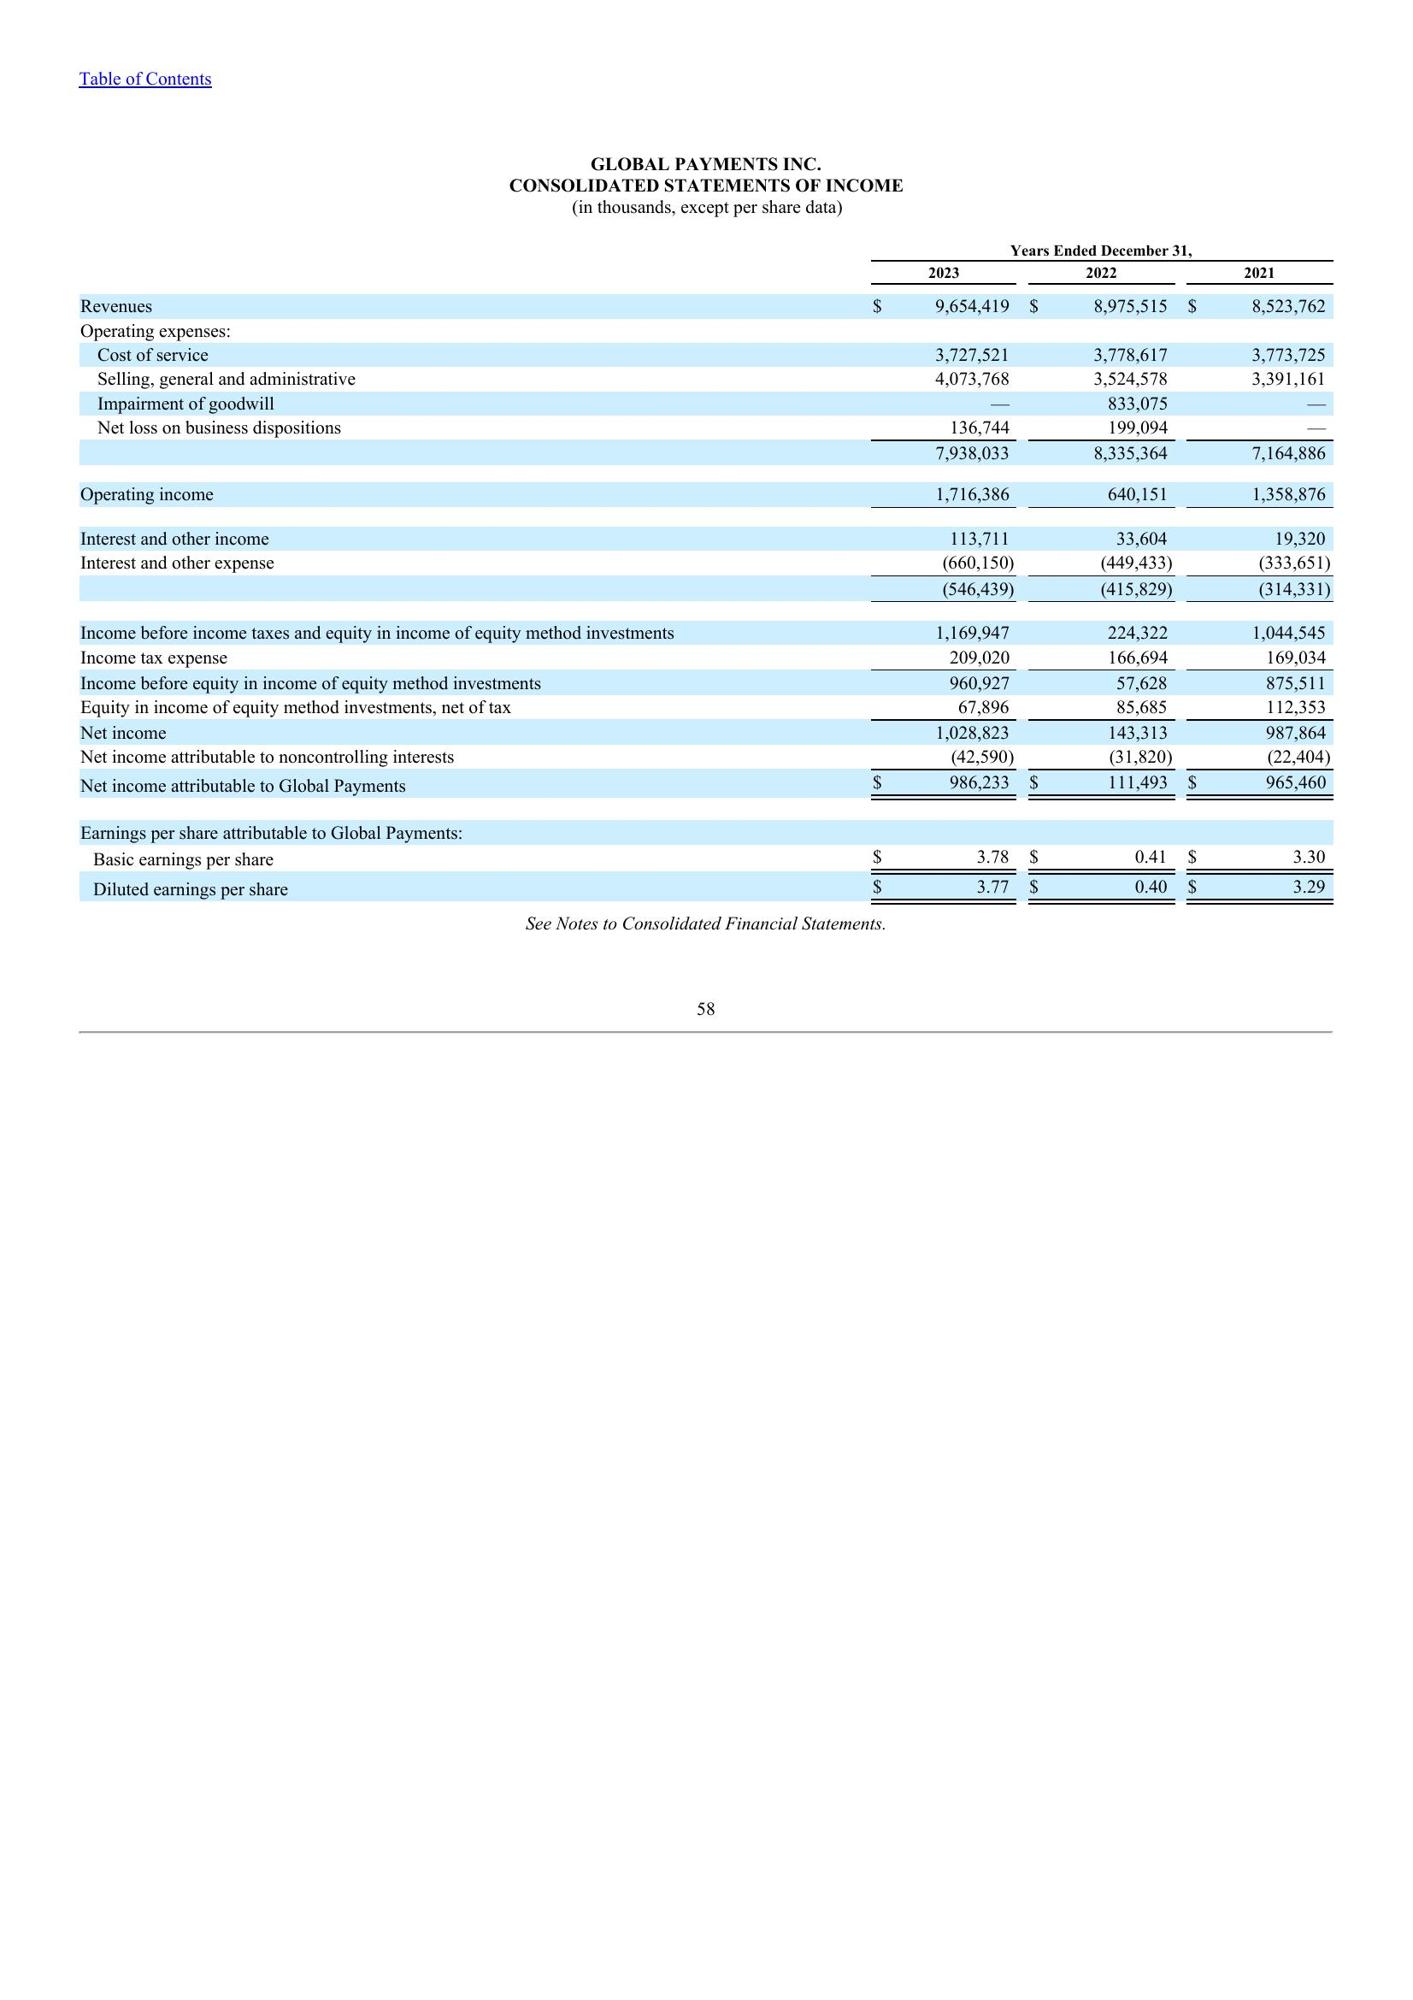 Table of Contents
GLOBAL PAYMENTS INC.
CONSOLIDATED STATEMENTS OF INCOME
(in thousands, except per share data)
Years Ended December 31,
2023 2022 2021
Revenues $ 9,654,419 $ 8,975,515 $ 8,523,762
Operating expenses:
Cost of service 3,727,521 3,778,617 3,773,725
Selling, general and administrative 4,073,768 3,524,578 3,391,161
Impairment of goodwill — 833,075 —
Net loss on business dispositions 136,744 199,094 —
7,938,033 8,335,364 7,164,886
Operating income 1,716,386 640,151 1,358,876
Interest and other income 113,711 33,604 19,320
Interest and other expense (660,150) (449,433) (333,651)
(546,439) (415,829) (314,331)
Income before income taxes and equity in income of equity method investments 1,169,947 224,322 1,044,545
Income tax expense 209,020 166,694 169,034
Income before equity in income of equity method investments 960,927 57,628 875,511
Equity in income of equity method investments, net of tax 67,896 85,685 112,353
Net income 1,028,823 143,313 987,864
Net income attributable to noncontrolling interests (42,590) (31,820) (22,404)
Net income attributable to Global Payments $ 986,233 $ 111,493 $ 965,460
Earnings per share attributable to Global Payments:
Basic earnings per share $ 3.78 $ 0.41 $ 3.30
Diluted earnings per share $ 3.77 $ 0.40 $ 3.29
See Notes to Consolidated Financial Statements.
58